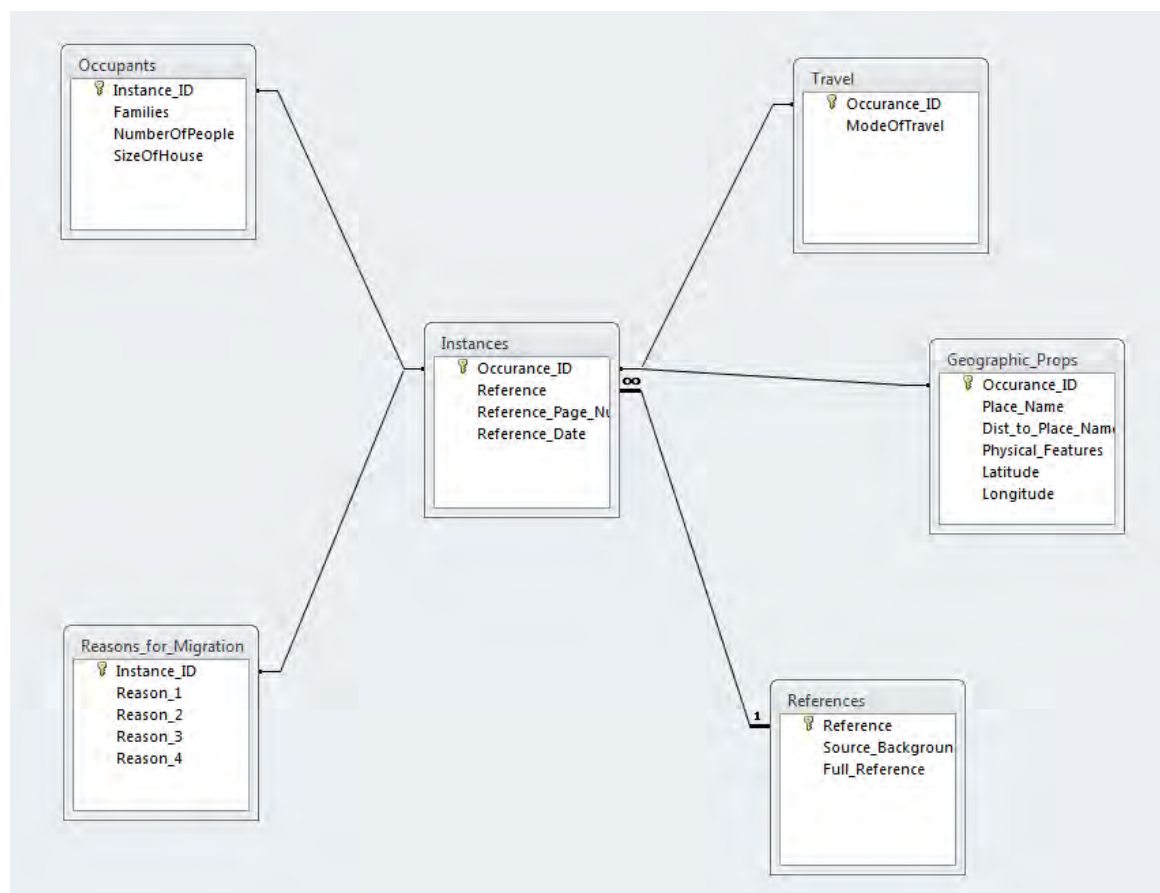 Occupants
Instance_ID
Families
NumberOfPeople
SizeOfHouse
Travel
Occurance_ID
ModeOfTravel
Instances
Occurance_ID
Reference
Reference_Page_Nu
Reference_Date
∞
Geographic_Props
Occurance_ID
Place_Name
Dist_to_Place_Name
Physical_Features
Latitude
Longitude
Reasons_for_Migration
Instance_ID
Reason_1
Reason_2
Reason_3
Reason_4
1
References
Reference
Source_Backgroun
Full_Reference